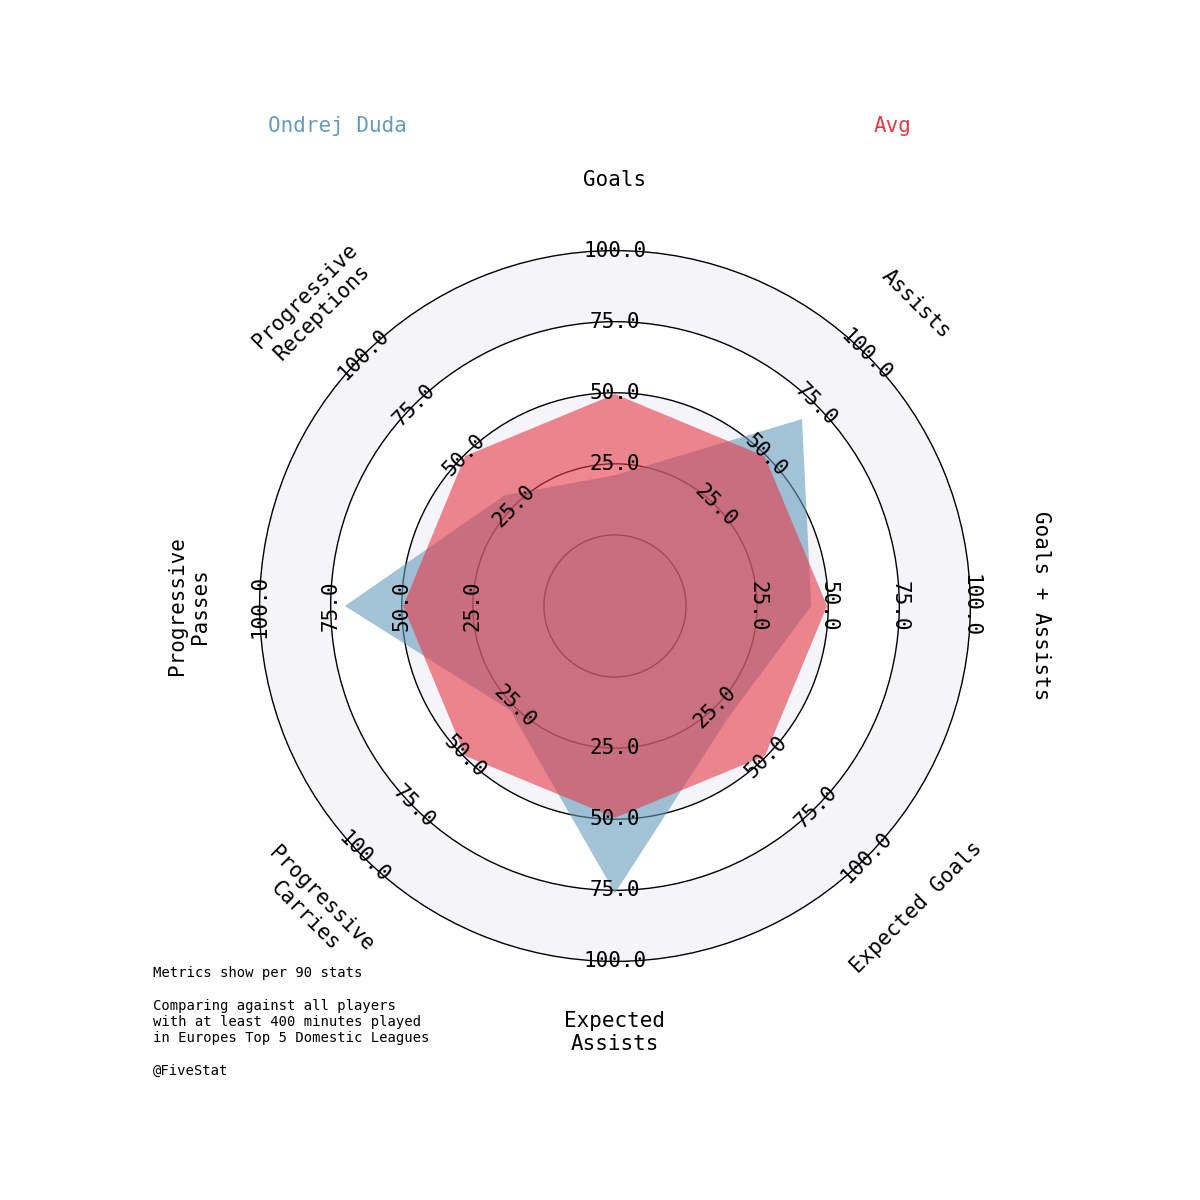 Ondrej Duda
Avg
Goals
Progressive
Receptions
Assists
100.0
100.0
100.0
75.0
75.0
75.0
50.0
50.0
50.0
25.0
25.0
25.0
Progressive
Passes
100.0
75.0
50.0
25.0
25.0
50.0
75.0
100.0
Goals + Assists
25.0
25.0
25.0
50.0
50.0
50.0
75.0
75.0
75.0
100.0
100.0
100.0
Progressive
Carries
Expected Goals
Expected
Assists
Metrics show per 90 stats
Comparing against all players
with at least 400 minutes played
in Europes Top 5 Domestic Leagues
@FiveStat